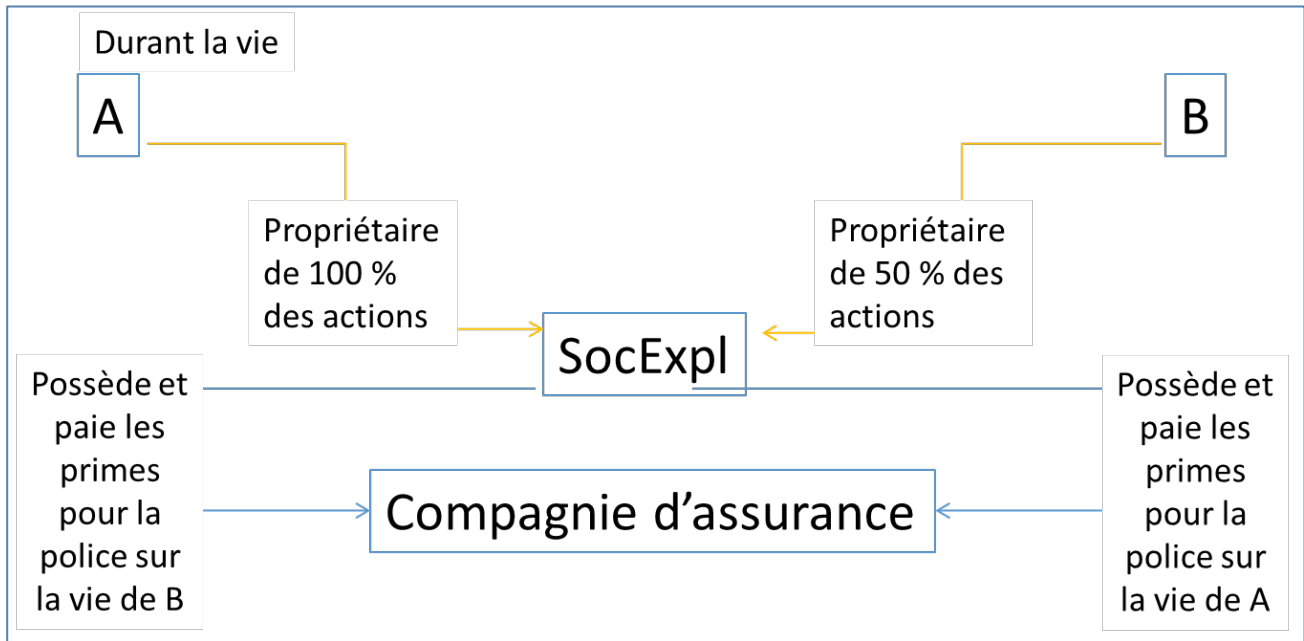 Durant la vie
A
B
Propriétaire
de 100 %
des actions
Propriétaire
de 50 % des
actions
SocExpl
Possède et
paie les
primes
pour la
police sur
la vie de B
Compagnie d’assurance
Possède et
paie les
primes
pour la
police sur
la vie de A